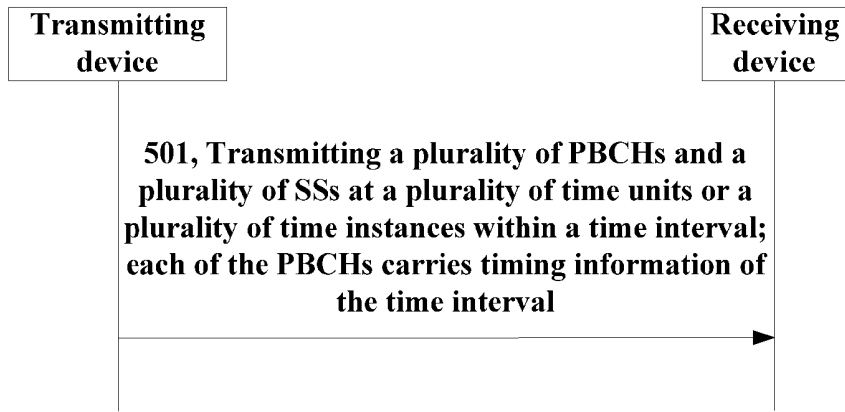 Transmitting
device
Receiving
device
501, Transmitting a plurality of PBCHs and a
plurality of SSs at a plurality of time units or a
plurality of time instances within a time interval;
each of the PBCHs carries timing information of
the time interval